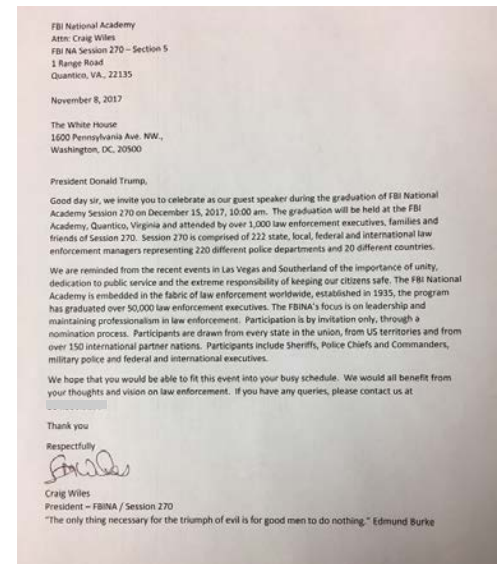 FBI National Academy
Attn: Craig Wiles
FBI NA Session 270 – Section 5
1 Range Road
Quantico, VA., 22135
November 8, 2017
The White House
1600 Pennsylvania Ave. NW.,
Washington, DC, 20500
President Donald Trump,
Good day sir, we invite you to celebrate as our guest speaker during the graduation of FBI National
Academy Session 270 on December 15, 2017, 10:00 am. The graduation will be held at the FBI
Academy, Quantico, Virginia and attended by over 1,000 law enforcement executives, families and
friends of Session 270. Session 270 is comprised of 222 state, local, federal and international law
enforcement managers representing 220 different police departments and 20 different countries.
We are reminded from the recent events in Las Vegas and Southerland of the importance of unity,
dedication to public service and the extreme responsibility of keeping our citizens safe. The FBI National
Academy is embedded in the fabric of law enforcement worldwide, established in 1935, the program
has graduated over 50,000 law enforcement executives. The FBINA's focus is on leadership and
maintaining professionalism in law enforcement. Participation is by invitation only, through a
nomination process. Participants are drawn from every state in the union, from US territories and from
over 150 international partner nations. Participants include Sheriffs, Police Chiefs and Commanders,
military police and federal and international executives.
We hope that you would be able to fit this event into your busy schedule. We would all benefit from
your thoughts and vision on law enforcement. If you have any queries, please contact us at
Thank you
Respectfully
Craig Wiles
President – FBINA / Session 270
"The only thing necessary for the triumph of evil is for good men to do nothing." Edmund Burke